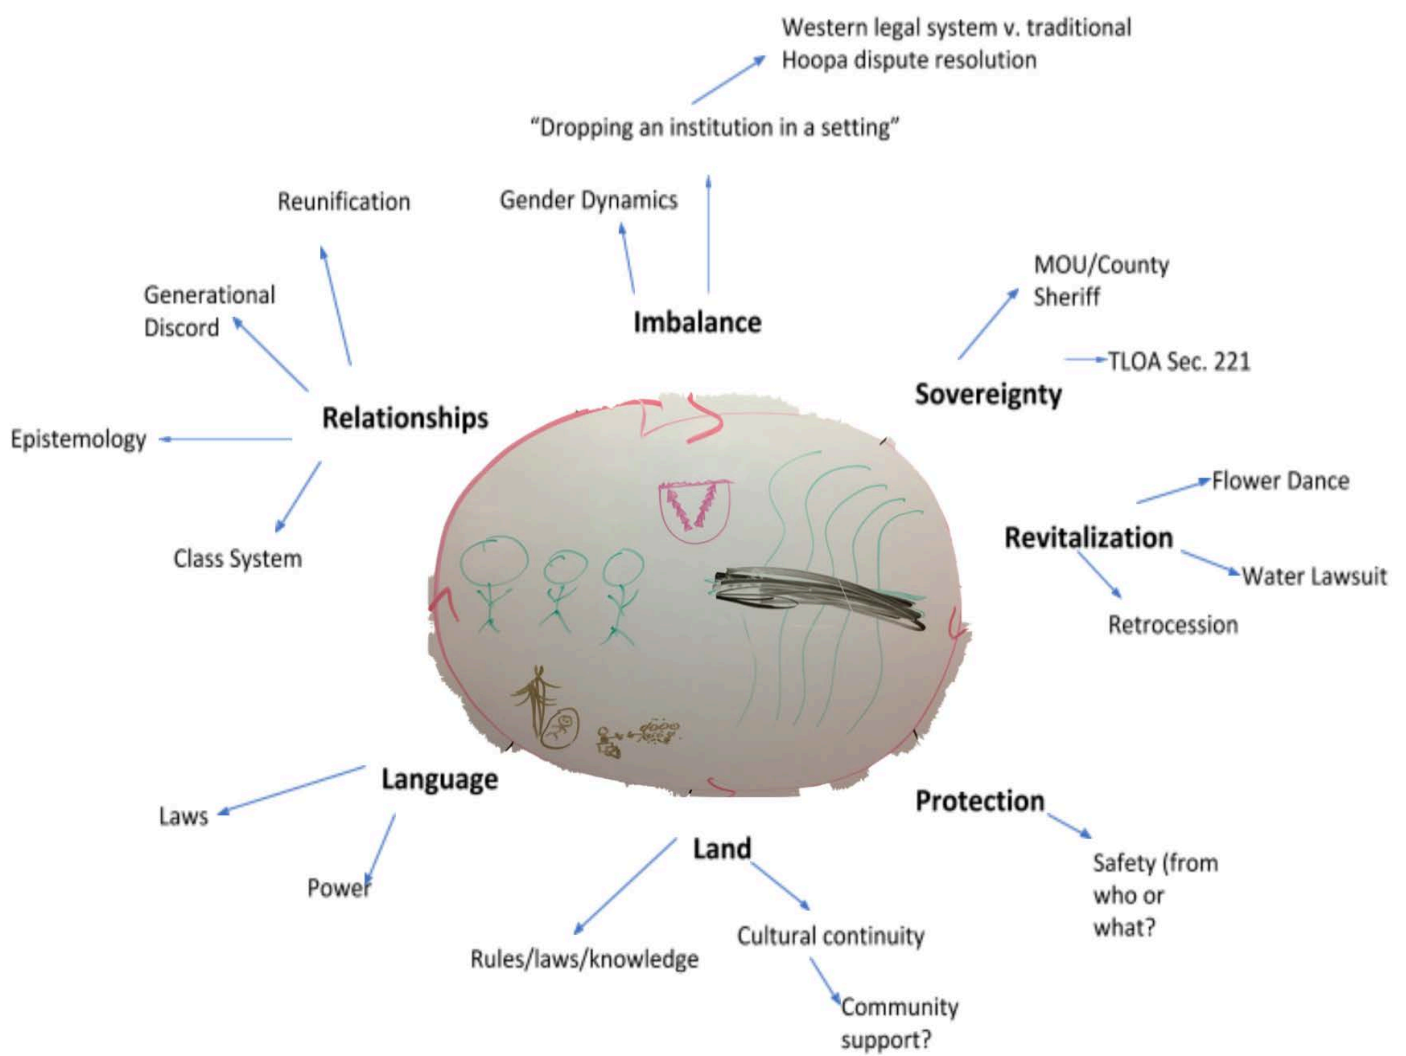 Western legal system v. traditional
Hoopa dispute resolution
“Dropping an institution in a setting”
Reunification
Gender Dynamics
Generational
Discord
MOU/County
Sheriff
Imbalance
TLOA Sec. 221
Sovereignty
Relationships
Epistemology
Class System
Flower Dance
Revitalization
Water Lawsuit
Retrocession
Language
Laws
Power
Protection
Safety (from
who or
what?
Land
Rules/laws/knowledge
Cultural continuity
Community
support?